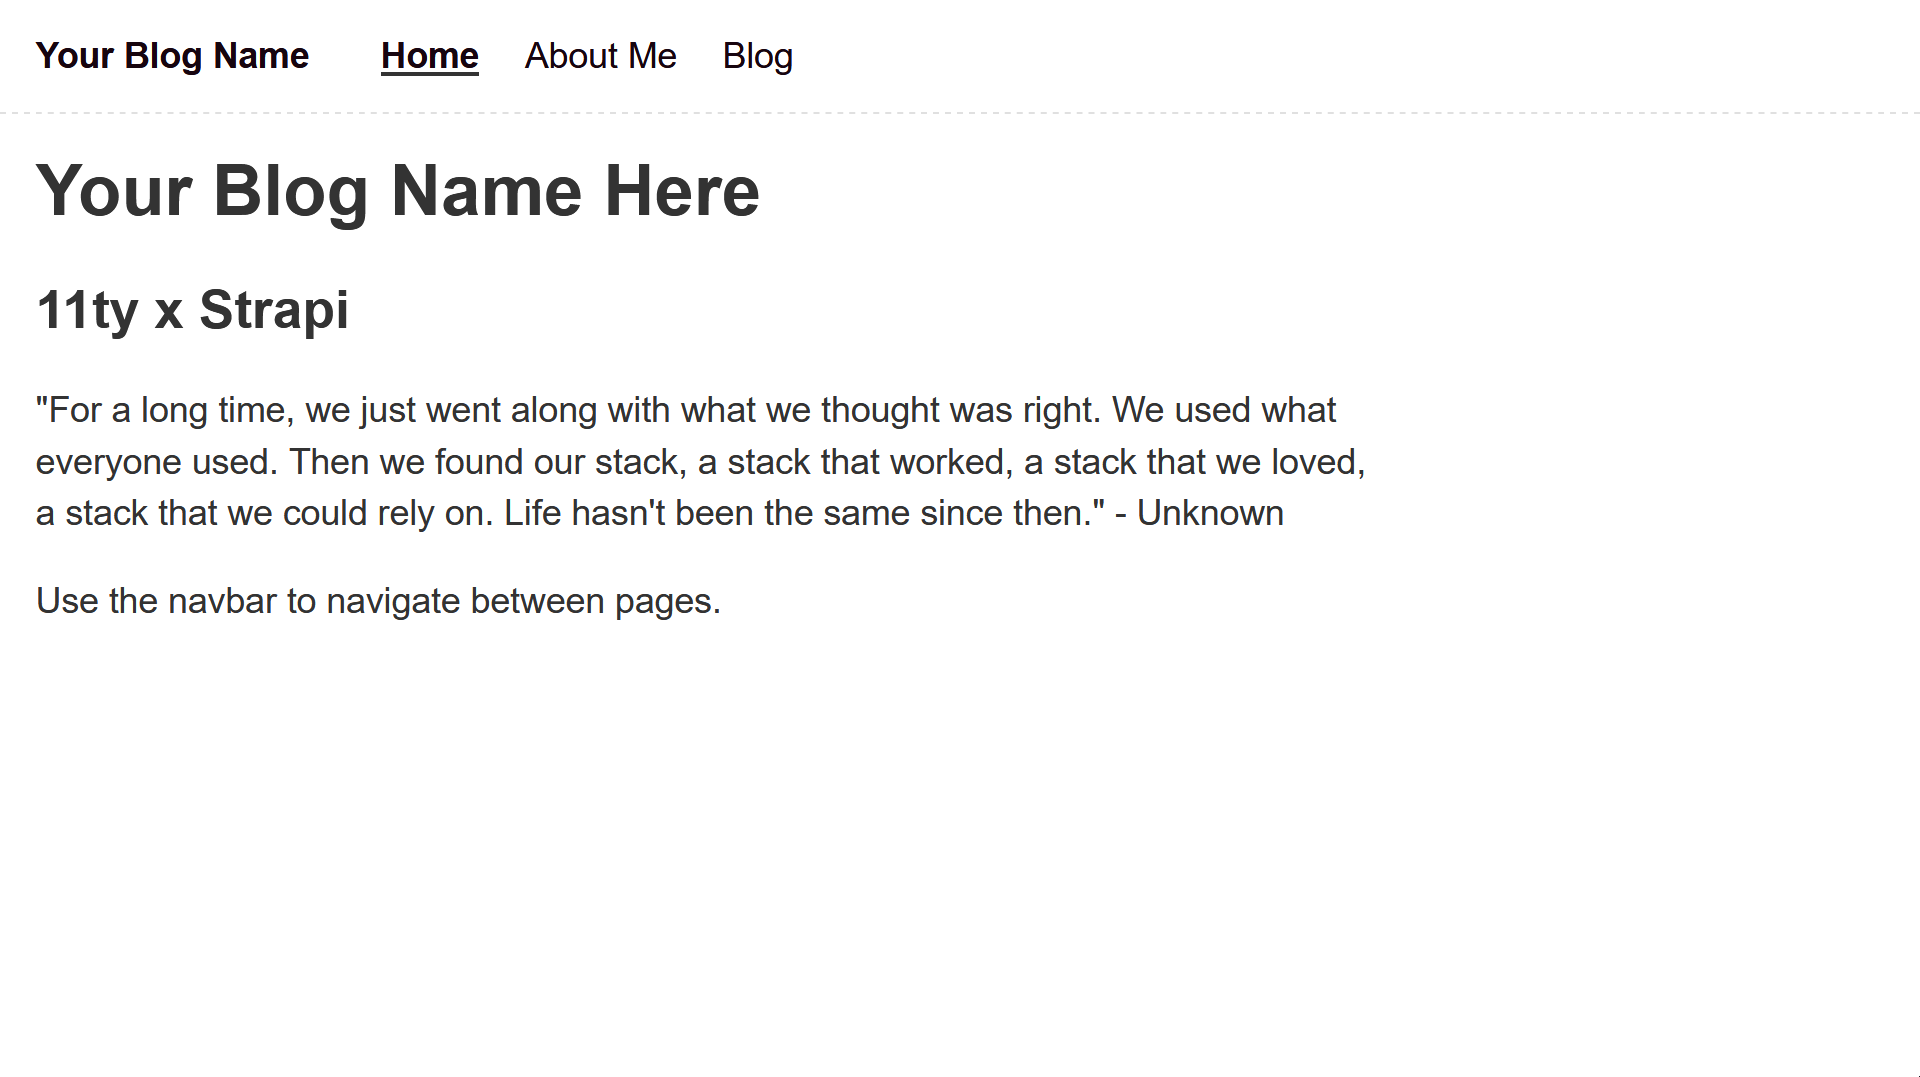 Your Blog Name Home About Me Blog
Your Blog Name Here
11ty x Strapi
"For a long time, we just went along with what we thought was right. We used what
everyone used. Then we found our stack, a stack that worked, a stack that we loved,
a stack that we could rely on. Life hasn't been the same since then." - Unknown
Use the navbar to navigate between pages.